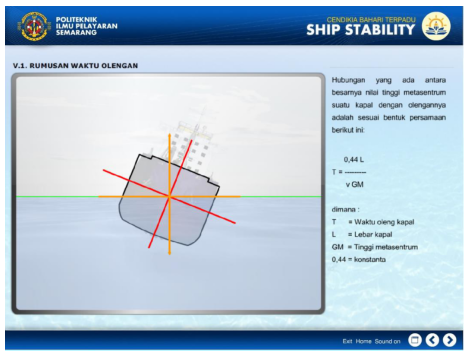 POLITEKNIK
ILMU PELAYARAN
SEMARANG
CENDIKIA BAHARI TERPADU
SHIP STABILITY
V.1. RUMUSAN WAKTU OLENGAN
Hubungan yang ada antara
besarnya nilai tinggi metasentrum
suatu kapal dengan olengannya
adalah sesuai bentuk persamaan
berikut ini:
0,44 L
T = ---------
v GM
dimana :
T = Waktu oleng kapal
L = Lebar kapal
GM = Tinggi metasentrum
0,44 = konstanta
Exit Home Sound on